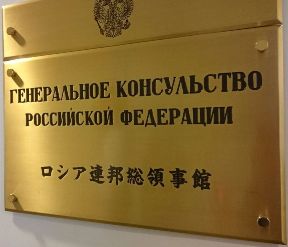 ГЕНЕРАЛЬНОЕ КОНСУЛЬСТВО
РОССИЙСКОЙ ФЕДЕРАЦИИ
ロシア連邦総領事館